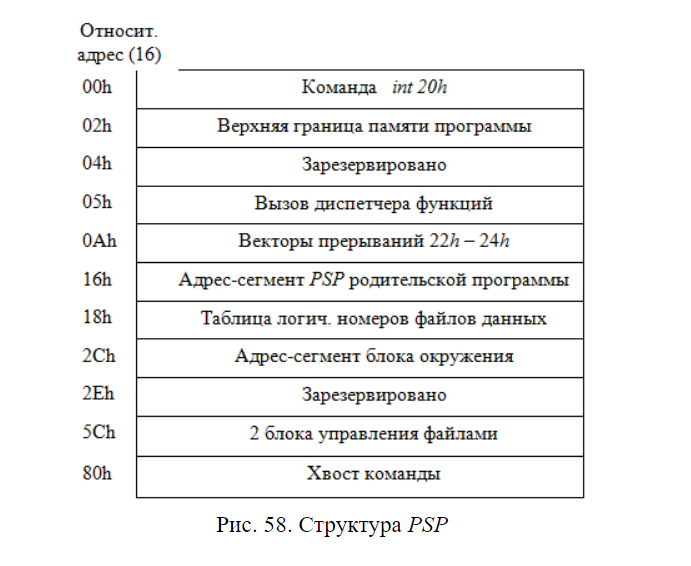 Относит.
адрес (16)
00h Команда int 20h
02h Верхняя граница памяти программы
04h Зарезервировано
05h Вызов диспетчера функций
0Ah Векторы прерываний 22h – 24h
16h Адрес-сегмент PSP родительской программы
18h Таблица логич. номеров файлов данных
2Ch Адрес-сегмент блока окружения
2Eh Зарезервировано
5Ch 2 блока управления файлами
80h Хвост команды
Рис. 58. Структура PSP